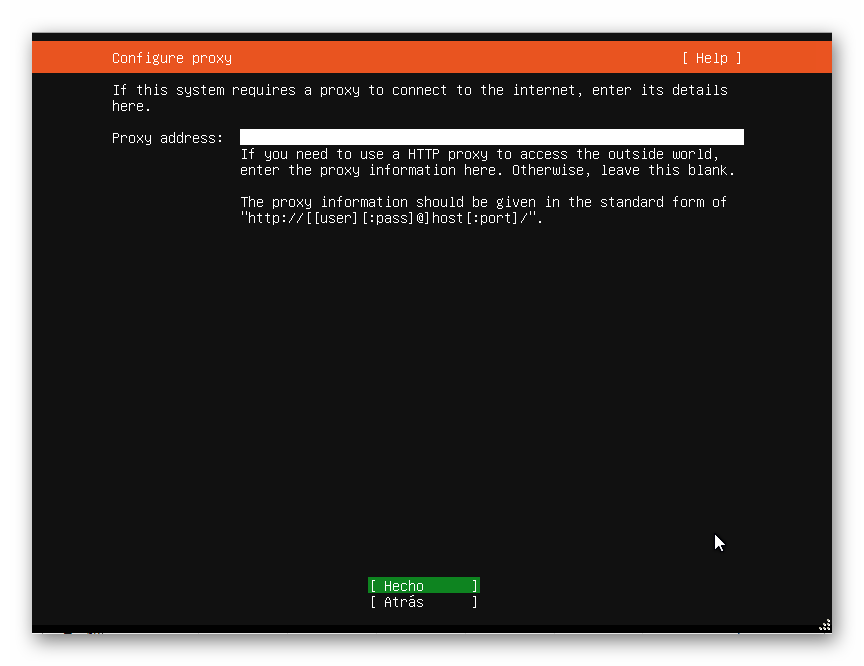 Configure proxy [ Help ]
If this system requires a proxy to connect to the internet, enter its details
here.
Proxy address:
If you need to use a HTTP proxy to access the outside world,
enter the proxy information here. Otherwise, leave this blank.
The proxy information should be given in the standard form of
"http://[[user][:pass]@]host[:port]/".
[ Hecho ]
[ Atrás ]